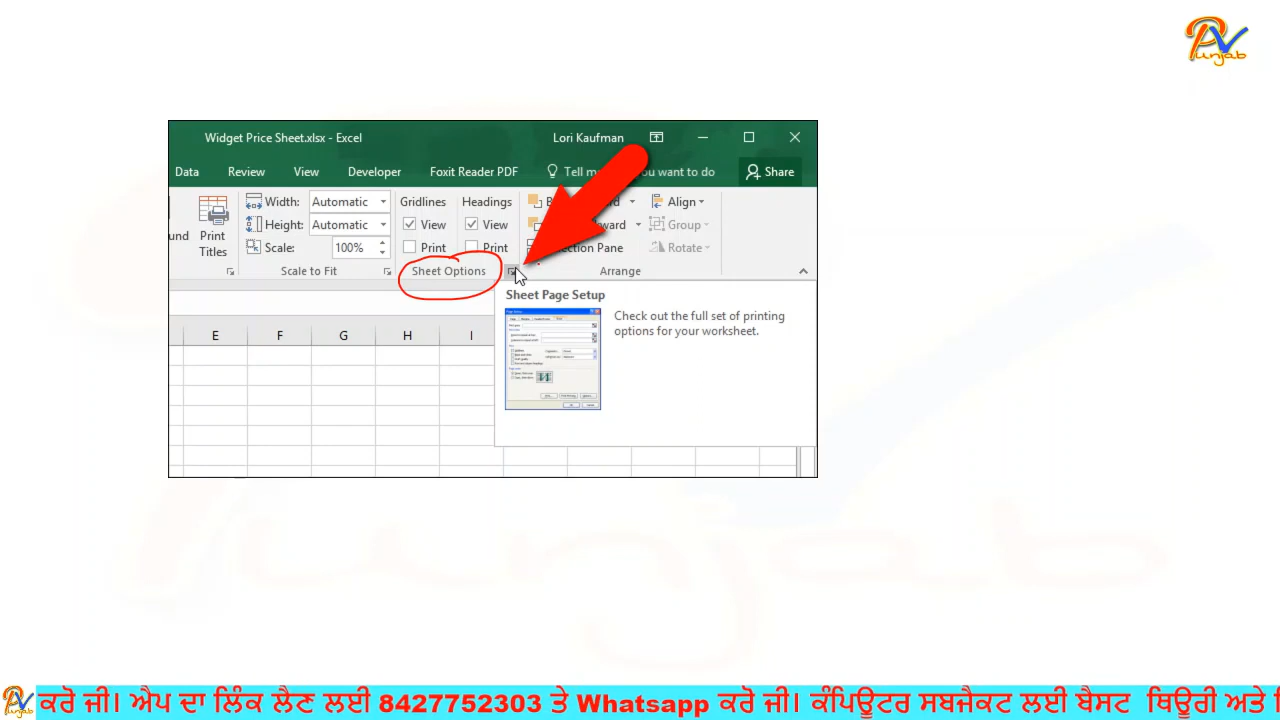 PV
unjab
Widget Price Sheet.xlsx - Excel
Lori Kaufman
Data Review View Developer Foxit Reader PDF Tell you want to do Share
Width: Automatic Gridlines Headings Align
Height: Automatic View View Group
Print Titles
Scale: 100% Print Print Pane Rotate
Scale to Fit Sheet Options Arrange
Sheet Page Setup
Check out the full set of printing
options for your worksheet.
E F G H I
ਕਰੋ ਜੀ। ਐਪ ਦਾ ਲਿੰਕ ਲੈਣ ਲਈ 8427752303 ਤੇ Whatsapp ਕਰੋ ਜੀ। ਕੰਪਿਊਟਰ ਸਬਜੈਕਟ ਲਈ ਬੈਸਟ ਥਿਊਰੀ ਅਤੇ